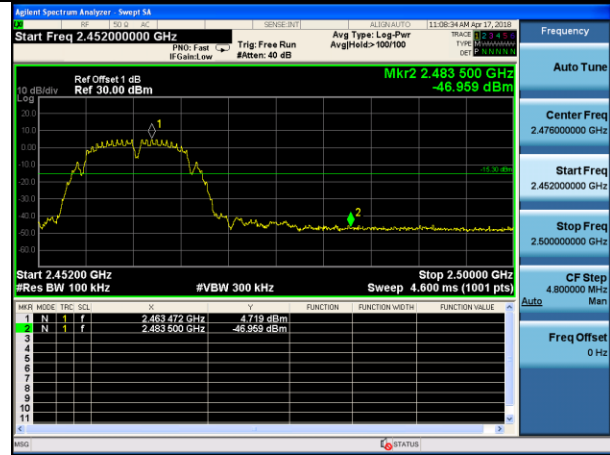 Agilent Spectrum Analyzer - Swept SA
RF 50 Ω AC SENSE:INT ALIGN AUTO 11:08:34 AM Apr 17, 2018
Start Freq 2.452000000 GHz
PNO: Fast
IFGain:Low
Trig: Free Run
#Atten: 40 dB
Avg Type: Log-Pwr
Avg|Hold:> 100/100
TRACE 1 2 3 4 5 6
TYPE M
DET P N N N N N
Ref Offset 1 dB
10 dB/div Ref 30.00 dBm
Log
Mkr2 2.483 500 GHz
-46.959 dBm
20.0
10.0
0.00
-10.0
-20.0
-30.0
-40.0
-50.0
-60.0
1
2
-15.30 dBm
Start 2.45200 GHz Stop 2.50000 GHz
#Res BW 100 kHz #VBW 300 kHz Sweep 4.600 ms (1001 pts)
MKR MODE TRC SCL X Y FUNCTION FUNCTION WIDTH FUNCTION VALUE
1 N 1 f 2.463 472 GHz 4.719 dBm
2 N 1 f 2.483 500 GHz -46.959 dBm
3
4
5
6
7
8
9
10
11
MSG STATUS
Frequency
Auto Tune
Center Freq
2.476000000 GHz
Start Freq
2.452000000 GHz
Stop Freq
2.500000000 GHz
CF Step
4.800000 MHz
Auto Man
Freq Offset
0 Hz